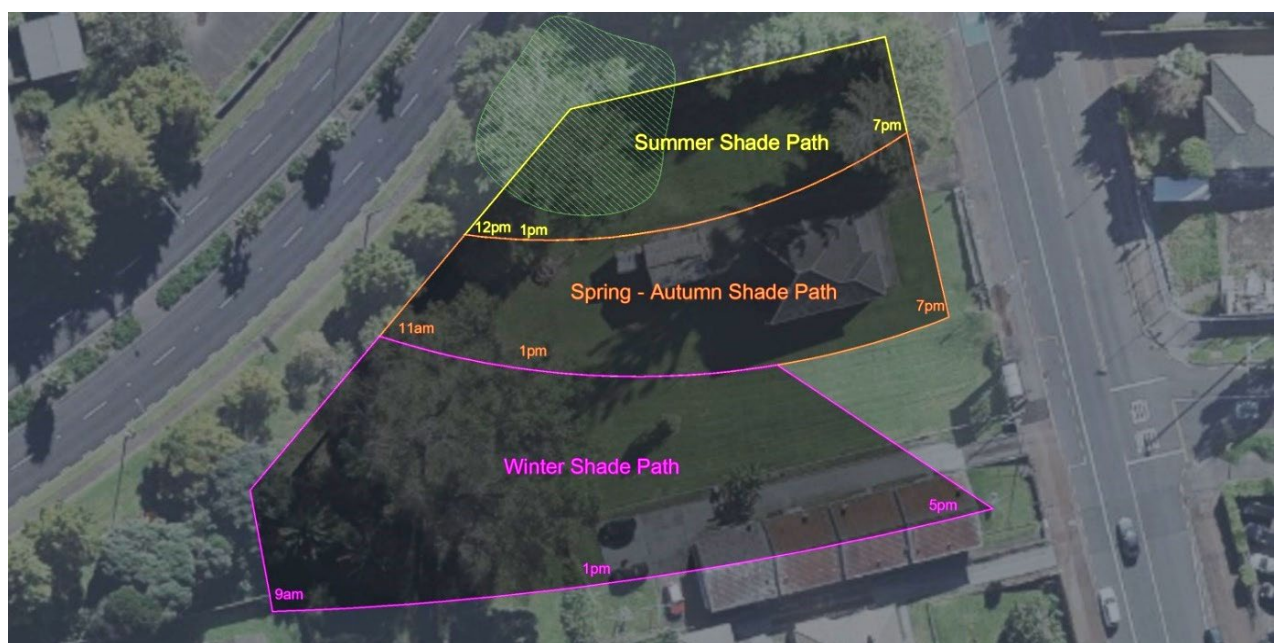 7pm
Summer Shade Path
12pm
1pm
Spring - Autumn Shade Path
7pm
11am
1pm
Winter Shade Path
5pm
1pm
9am